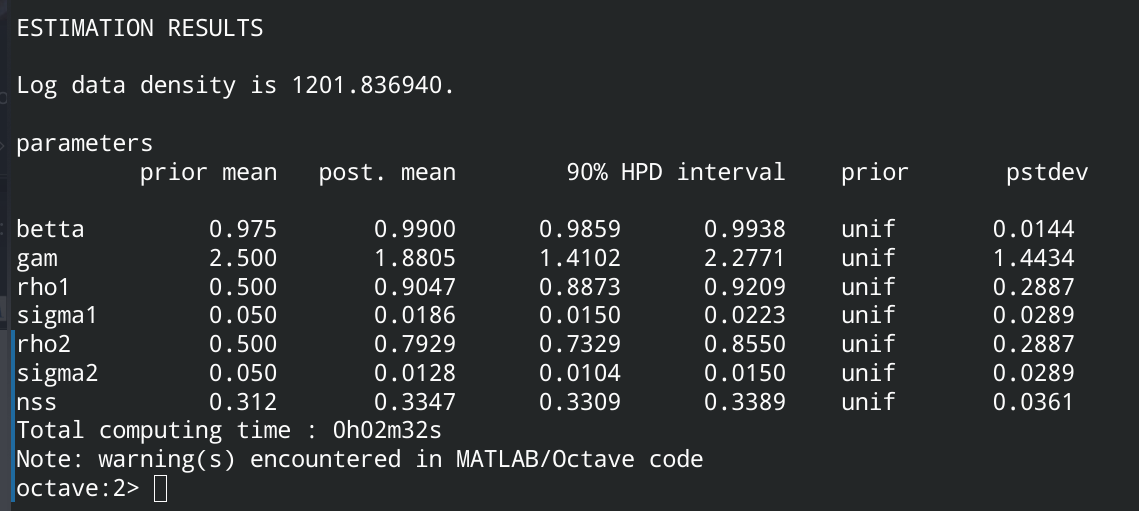 ESTIMATION RESULTS
Log data density is 1201.836940.
parameters
prior mean post. mean 90% HPD interval prior pstdev
betta 0.975 0.9900 0.9859 0.9938 unif 0.0144
gam 2.500 1.8805 1.4102 2.2771 unif 1.4434
rho1 0.500 0.9047 0.8873 0.9209 unif 0.2887
sigma1 0.050 0.0186 0.0150 0.0223 unif 0.0289
rho2 0.500 0.7929 0.7329 0.8550 unif 0.2887
sigma2 0.050 0.0128 0.0104 0.0150 unif 0.0289
nss 0.312 0.3347 0.3309 0.3389 unif 0.0361
Total computing time : 0h02m32s
Note: warning(s) encountered in MATLAB/Octave code
octave:2>